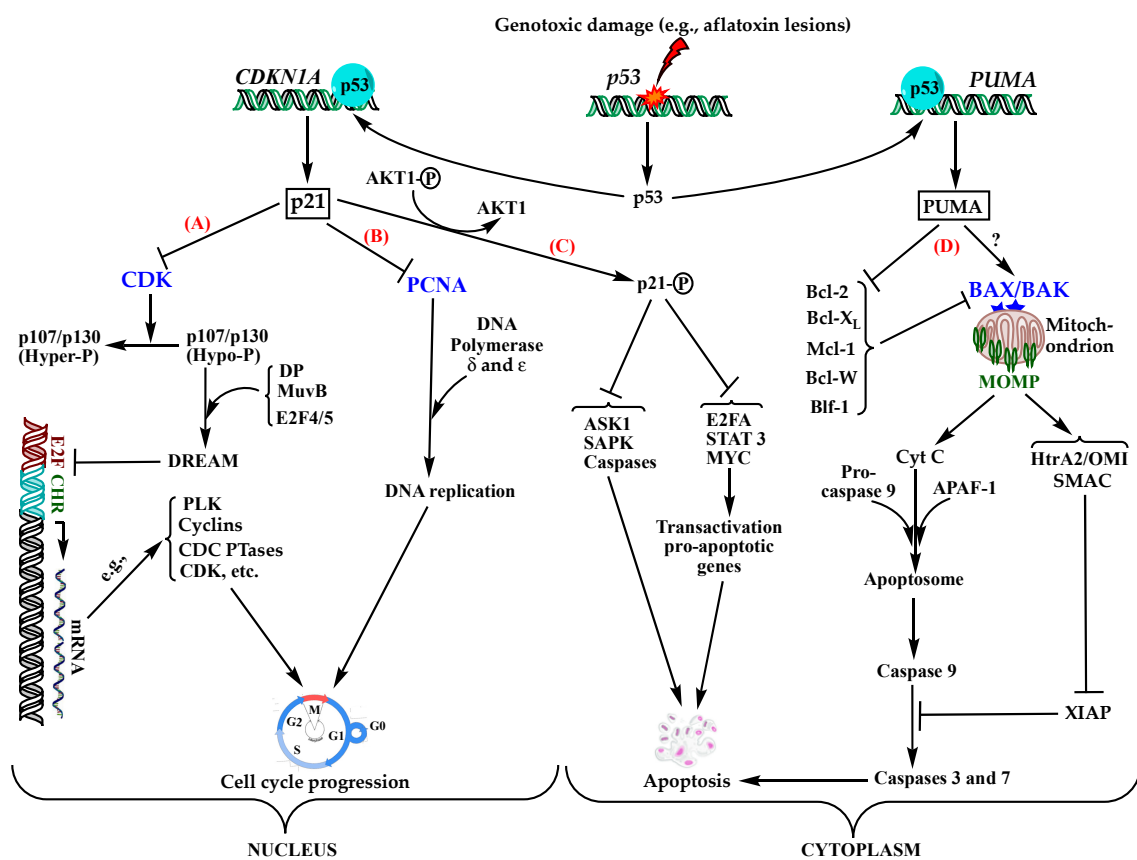 Genotoxic damage (e.g., aflatoxin lesions)
CDKN1A
p53
p53
p53
PUMA
p53
p21
AKT1-P
AKT1
PUMA
(A)
(B)
(C)
(D)
?
CDK
PCNA
p21-P
BAX/BAK
Bcl-2
Bcl-XL
Mcl-1
Bcl-W
Blf-1
Mitoch-
ondrion
MOMP
p107/p130
(Hyper-P)
p107/p130
(Hypo-P)
DNA
Polymerase
δ and ε
DP
MuvB
E2F4/5
E2F CHR
DREAM
ASK1
SAPK
Caspases
E2FA
STAT 3
MYC
Cyt C
HtrA2/OMI
SMAC
Pro-
caspase 9
APAF-1
DNA replication
PLK
Cyclins
CDC PTases
CDK, etc.
e.g.,
mRNA
Transactivation
pro-apoptotic
genes
Apoptosome
Caspase 9
XIAP
M
G2
G1
G0
S
Cell cycle progression
Apoptosis
Caspases 3 and 7
NUCLEUS
CYTOPLASM